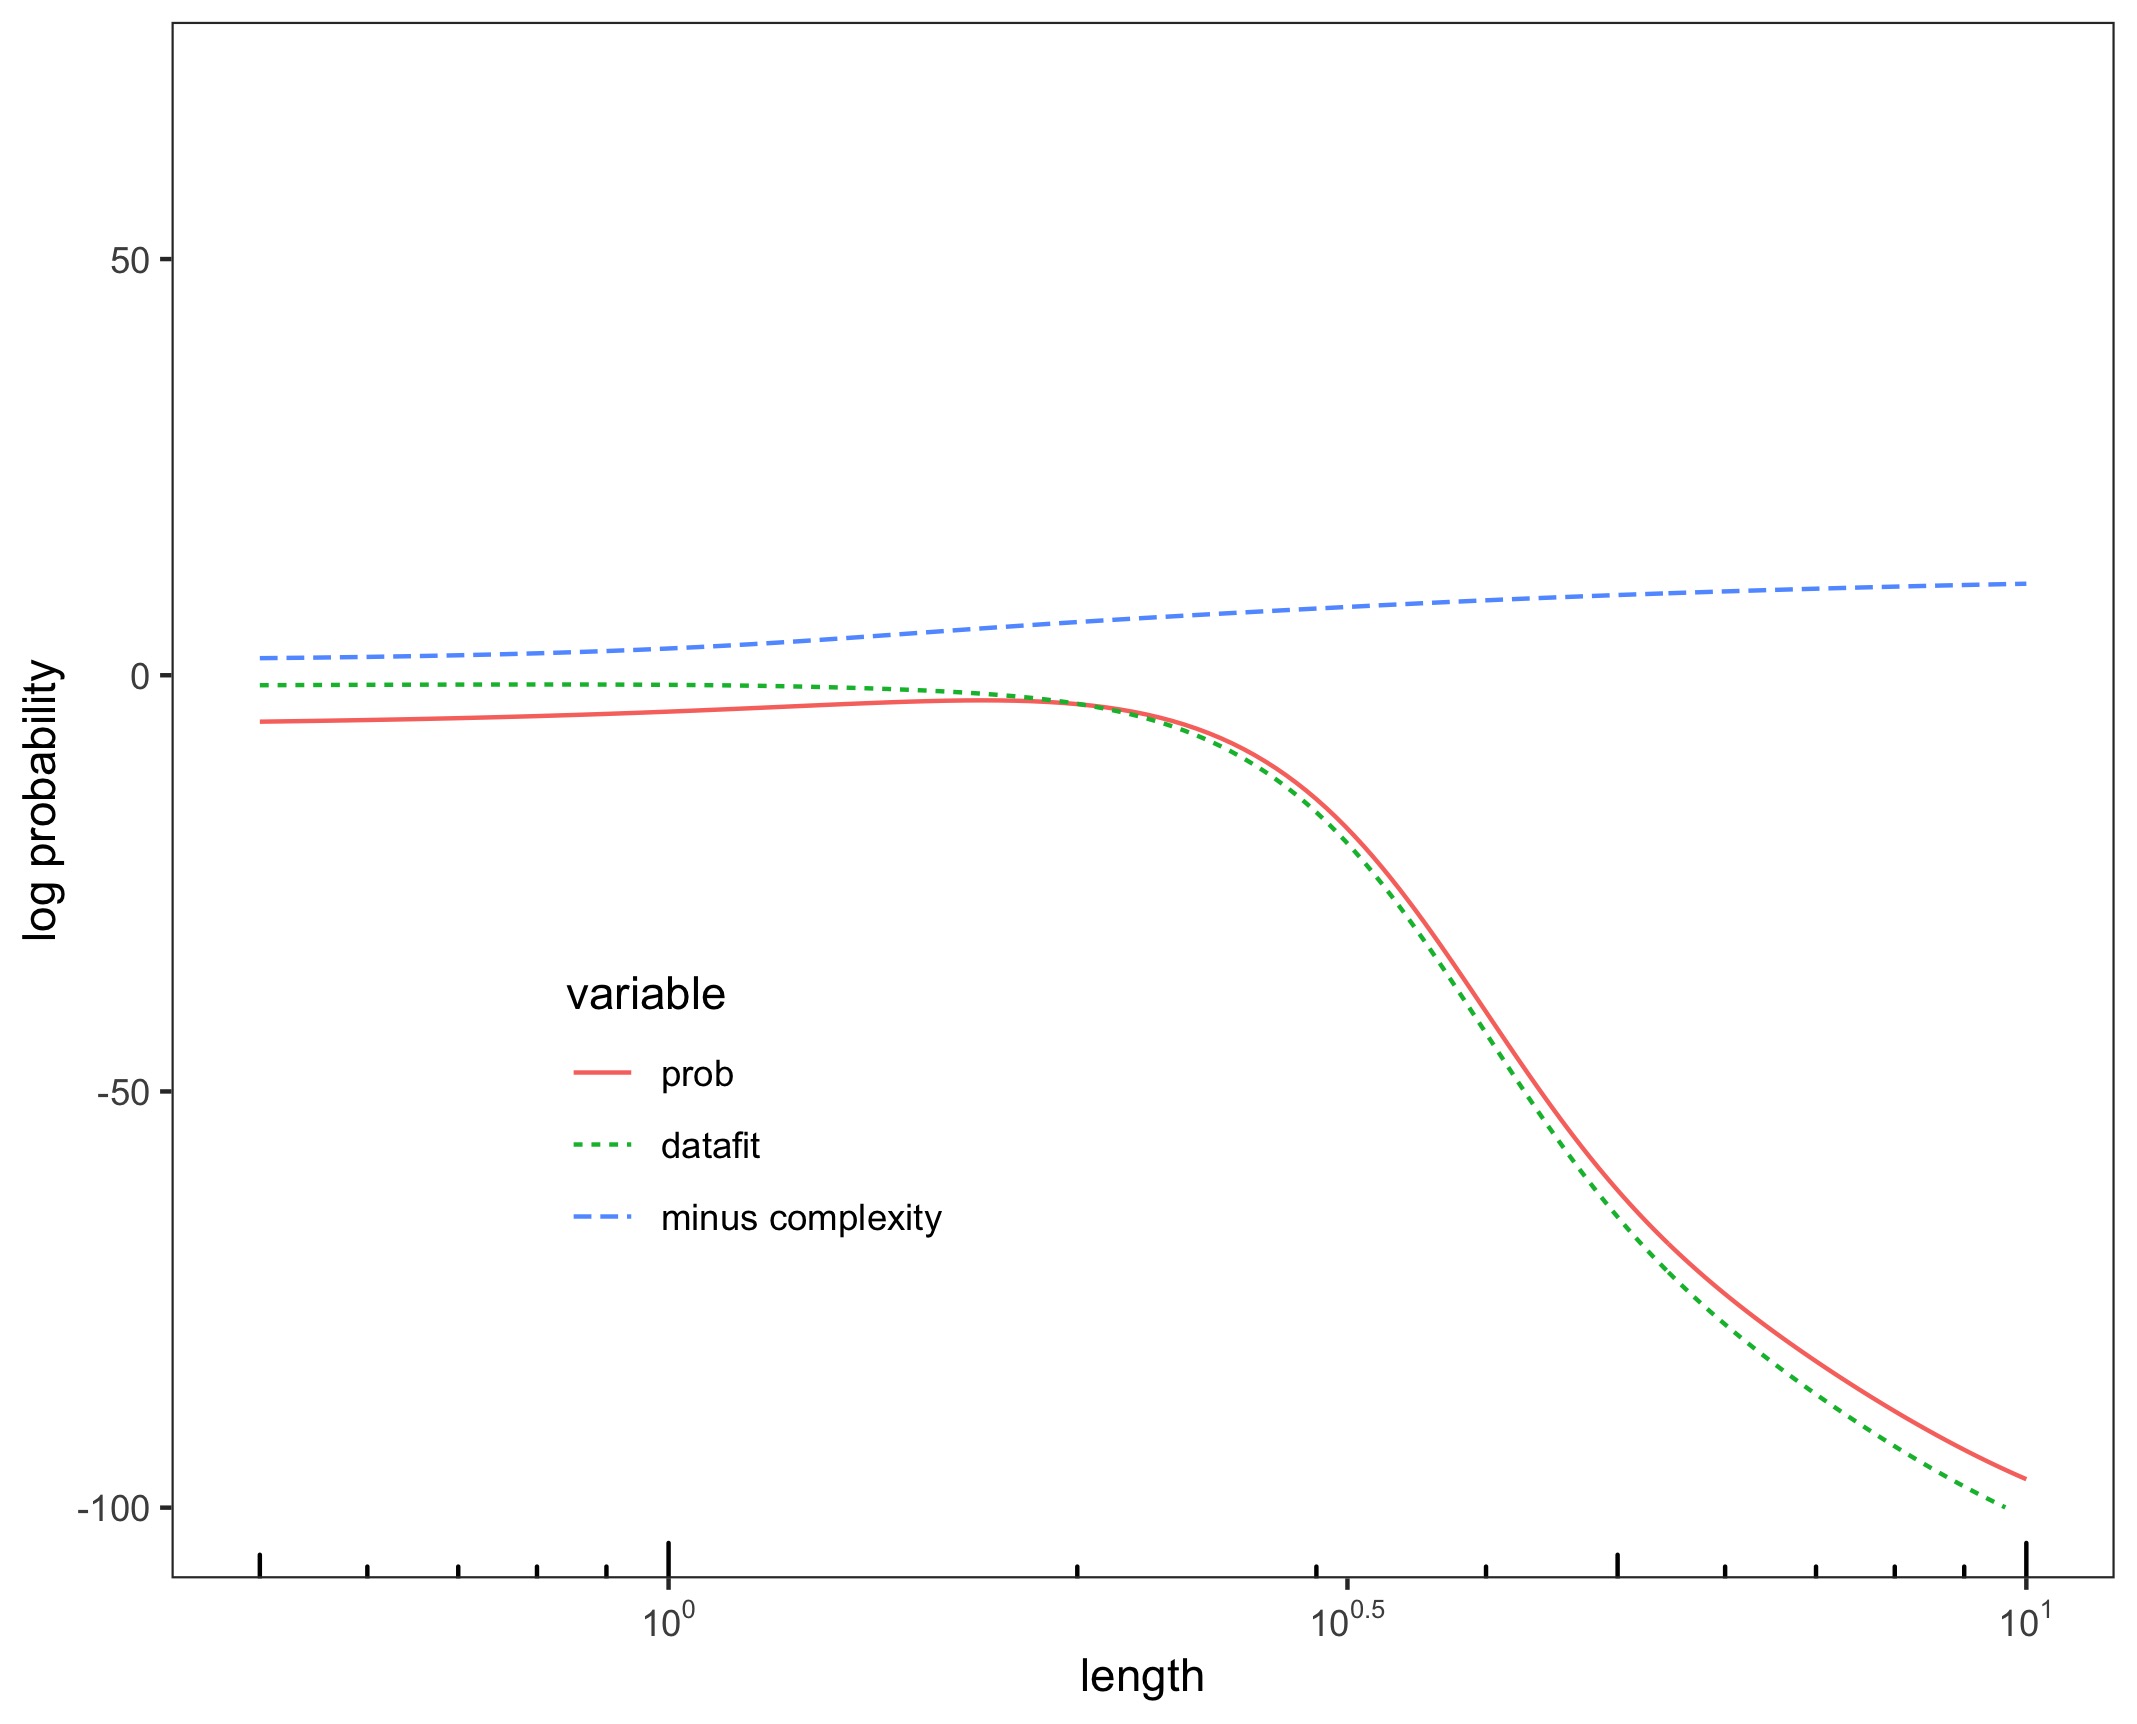 50
0
-50
-100
log probability
variable
prob
datafit
minus complexity
10^0
10^0.5
10^1
length